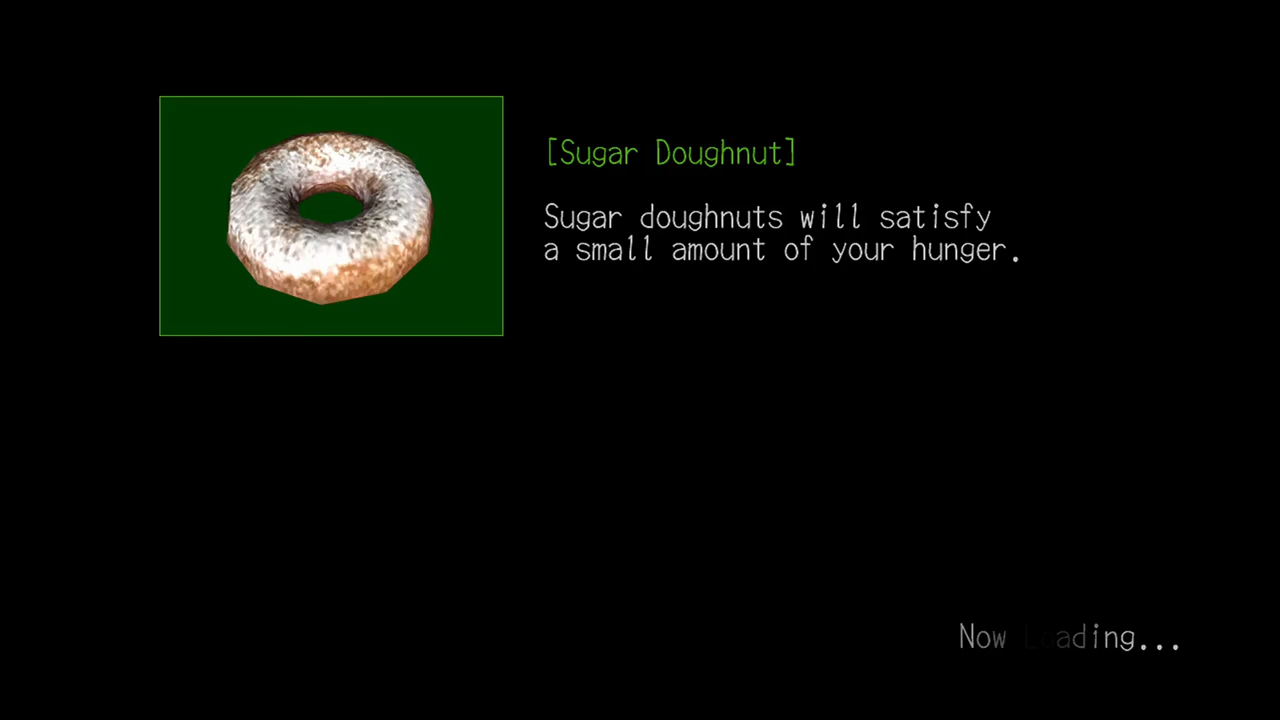 [Sugar Doughnut]
Sugar doughnuts will satisfy
a small amount of your hunger.
Now Loading...